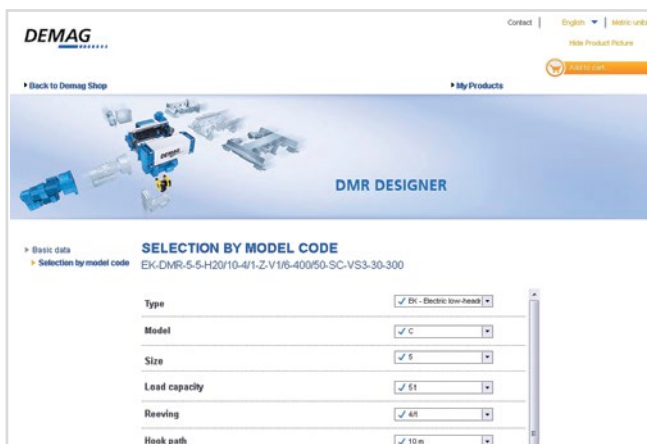 Contact | English | Metric units
DEMAG
Hide Product Picture
Add to cart
Back to Demag Shop
My Products
DEMAG
DMR DESIGNER
Basic data
Selection by model code
SELECTION BY MODEL CODE
EK-DMR-5-5-H20/10-4/1-Z-V1/6-400/50-SC-VS3-30-300
Type EK - Electric low-headr
Model C
Size 5
Load capacity 5 t
Reeving 4/1
Hook path 10 m